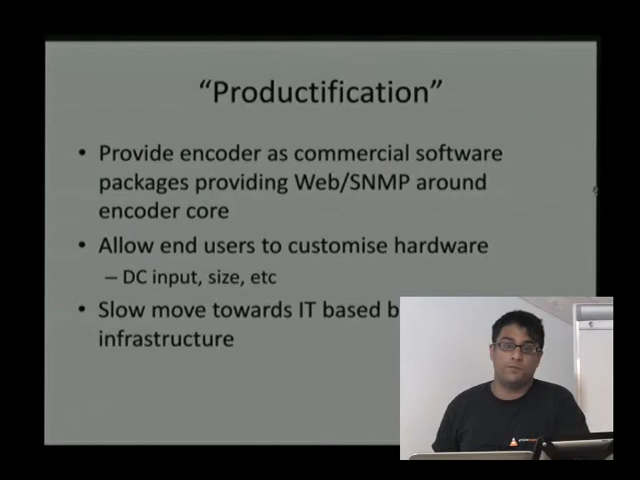 “Productification”
• Provide encoder as commercial software
packages providing Web/SNMP around
encoder core
• Allow end users to customise hardware
– DC input, size, etc
• Slow move towards IT based b
infrastructure